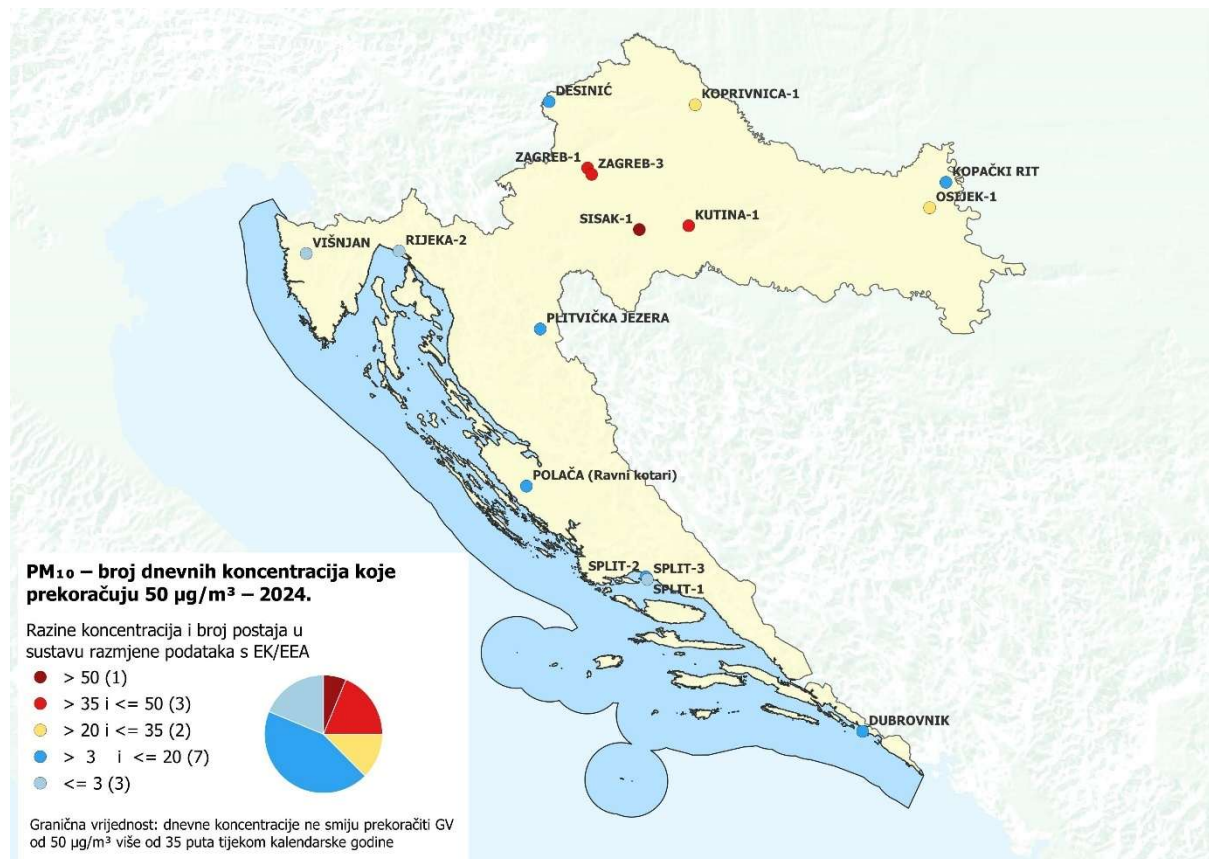 DESINIĆ
KOPRIVNICA-1
ZAGREB-1
ZAGREB-3
KOPAČKI RIT
OSIJEK-1
SISAK-1
KUTINA-1
VIŠNJAN
RIJEKA-2
PLITVIČKA JEZERA
POLAČA (Ravni kotari)
SPLIT-2
SPLIT-3
SPLIT-1
DUBROVNIK
PM₁₀ – broj dnevnih koncentracija koje
prekoračuju 50 µg/m³ – 2024.
Razine koncentracija i broj postaja u
sustavu razmjene podataka s EK/EEA
> 50 (1)
> 35 i <= 50 (3)
> 20 i <= 35 (2)
> 3 i <= 20 (7)
<= 3 (3)
Granična vrijednost: dnevne koncentracije ne smiju prekoračiti GV
od 50 µg/m³ više od 35 puta tijekom kalendarske godine